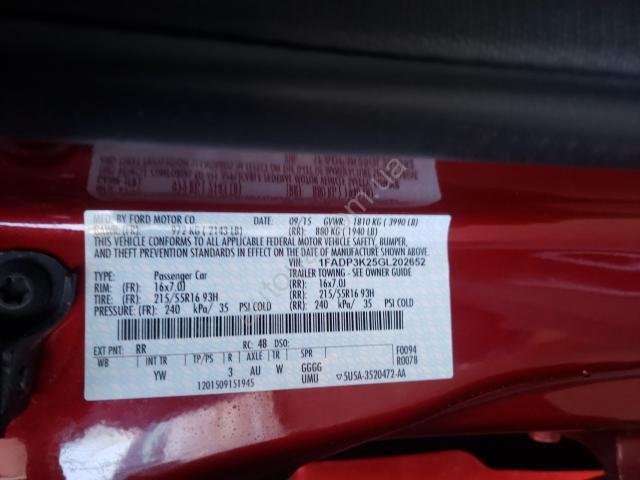 MFD. BY FORD MOTOR CO. DATE: 09/15 GVWR: 1810 KG ( 3990 LB)
972 KG ( 2143 LB) (RR): 880 KG ( 1940 LB)
THIS VEHICLE CONFORMS TO ALL APPLICABLE FEDERAL MOTOR VEHICLE SAFETY, BUMPER,
AND THEFT PREVENTION STANDARDS IN EFFECT ON THE DATE OF MANUFACTURE SHOWN ABOVE.
VIN: 1FADP3K25GL202652
TYPE: Passenger Car TRAILER TOWING - SEE OWNER GUIDE
RIM: (FR): 16x7.0J (RR): 16x7.0J
TIRE: (FR): 215/55R16 93H (RR): 215/55R16 93H
PRESSURE: (FR): 240 kPa/ 35 PSI COLD (RR): 240 kPa/ 35 PSI COLD
EXT PNT: RR RC: 48 DSO: F0094
WB INT TR TP/PS R AXLE TR SPR R0078
YW 3 AU W GGGG
UMU
1201509151945 5U5A-3520472-AA